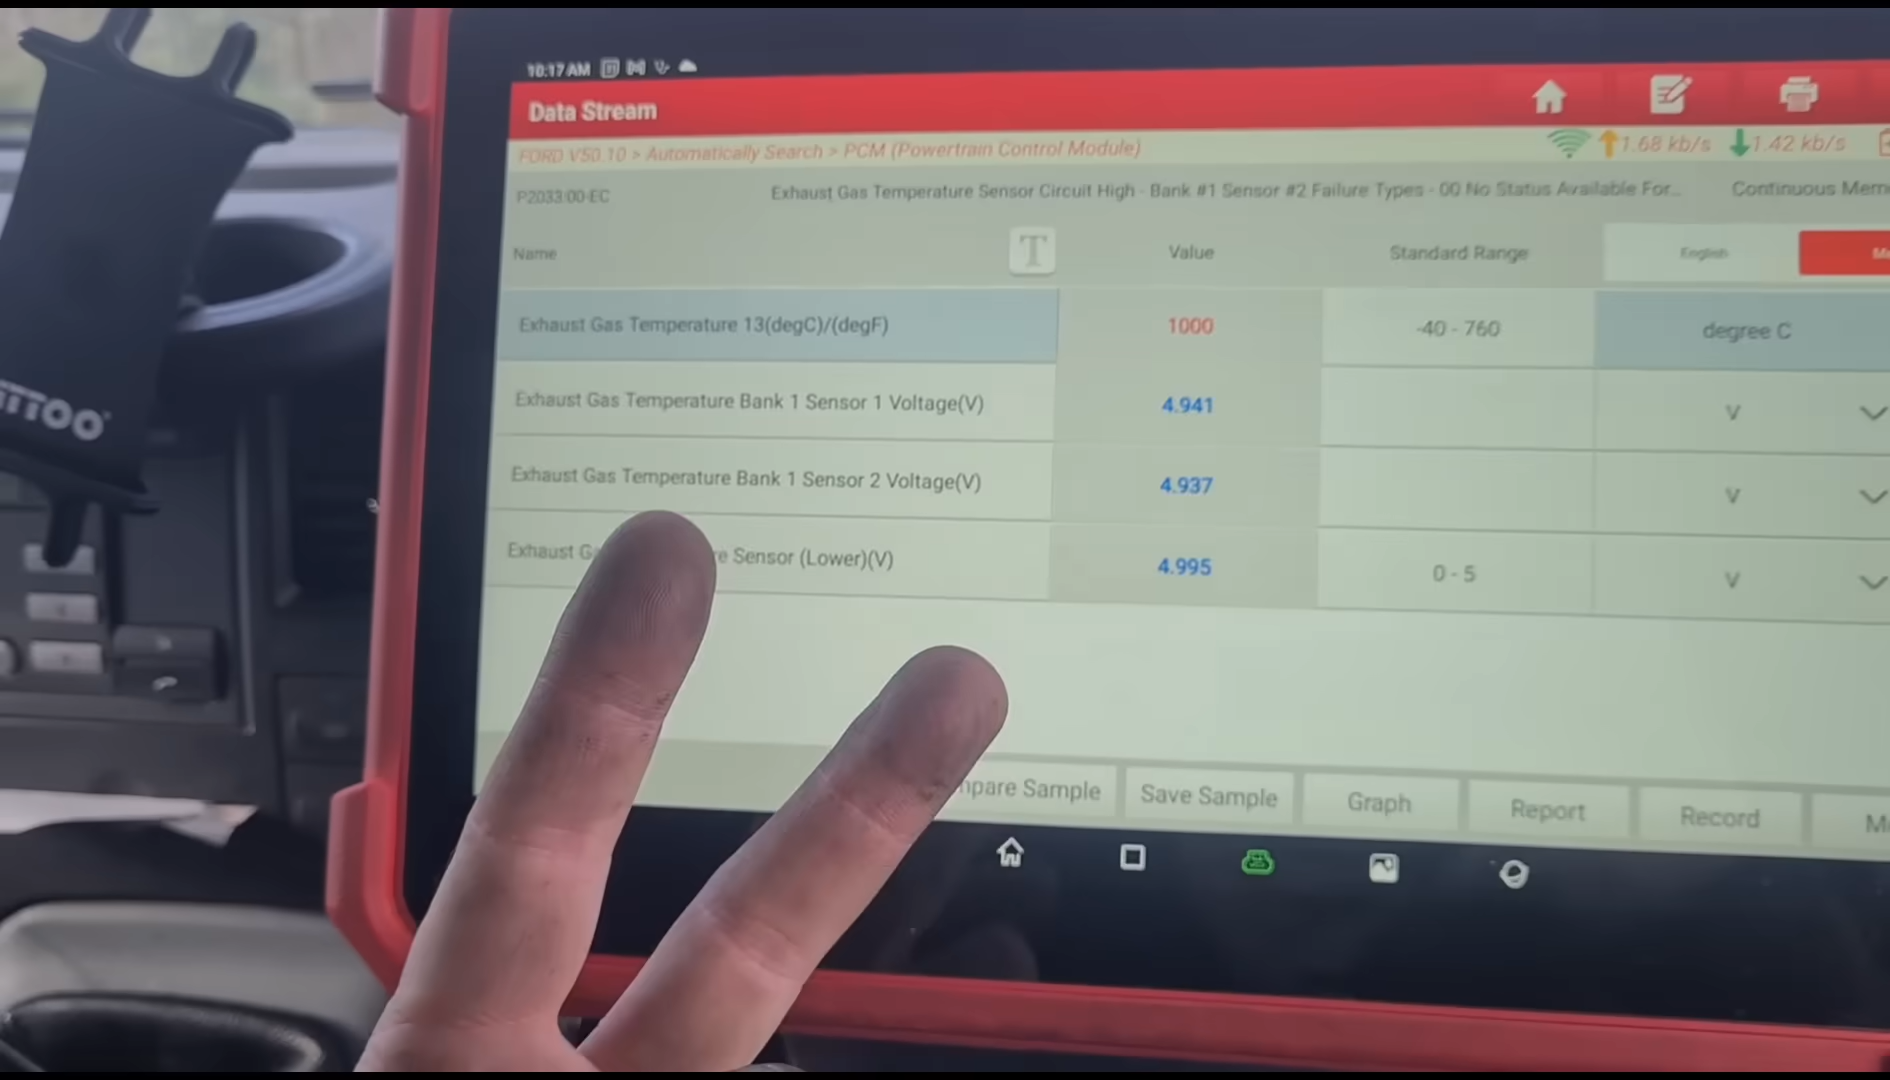 10:17 AM
Data Stream
FORD V50.10 > Automatically Search > PCM (Powertrain Control Module)
1.68 kb/s 1.42 kb/s
P2033:00-EC Exhaust Gas Temperature Sensor Circuit High - Bank #1 Sensor #2 Failure Types - 00 No Status Available For... Continuous Mem
Name T Value Standard Range English M
Exhaust Gas Temperature 13(degC)/(degF) 1000 -40 - 760 degree C
Exhaust Gas Temperature Bank 1 Sensor 1 Voltage(V) 4.941 V
Exhaust Gas Temperature Bank 1 Sensor 2 Voltage(V) 4.937 V
Exhaust Ga e Sensor (Lower)(V) 4.995 0 - 5 V
pare Sample Save Sample Graph Report Record M
TOO